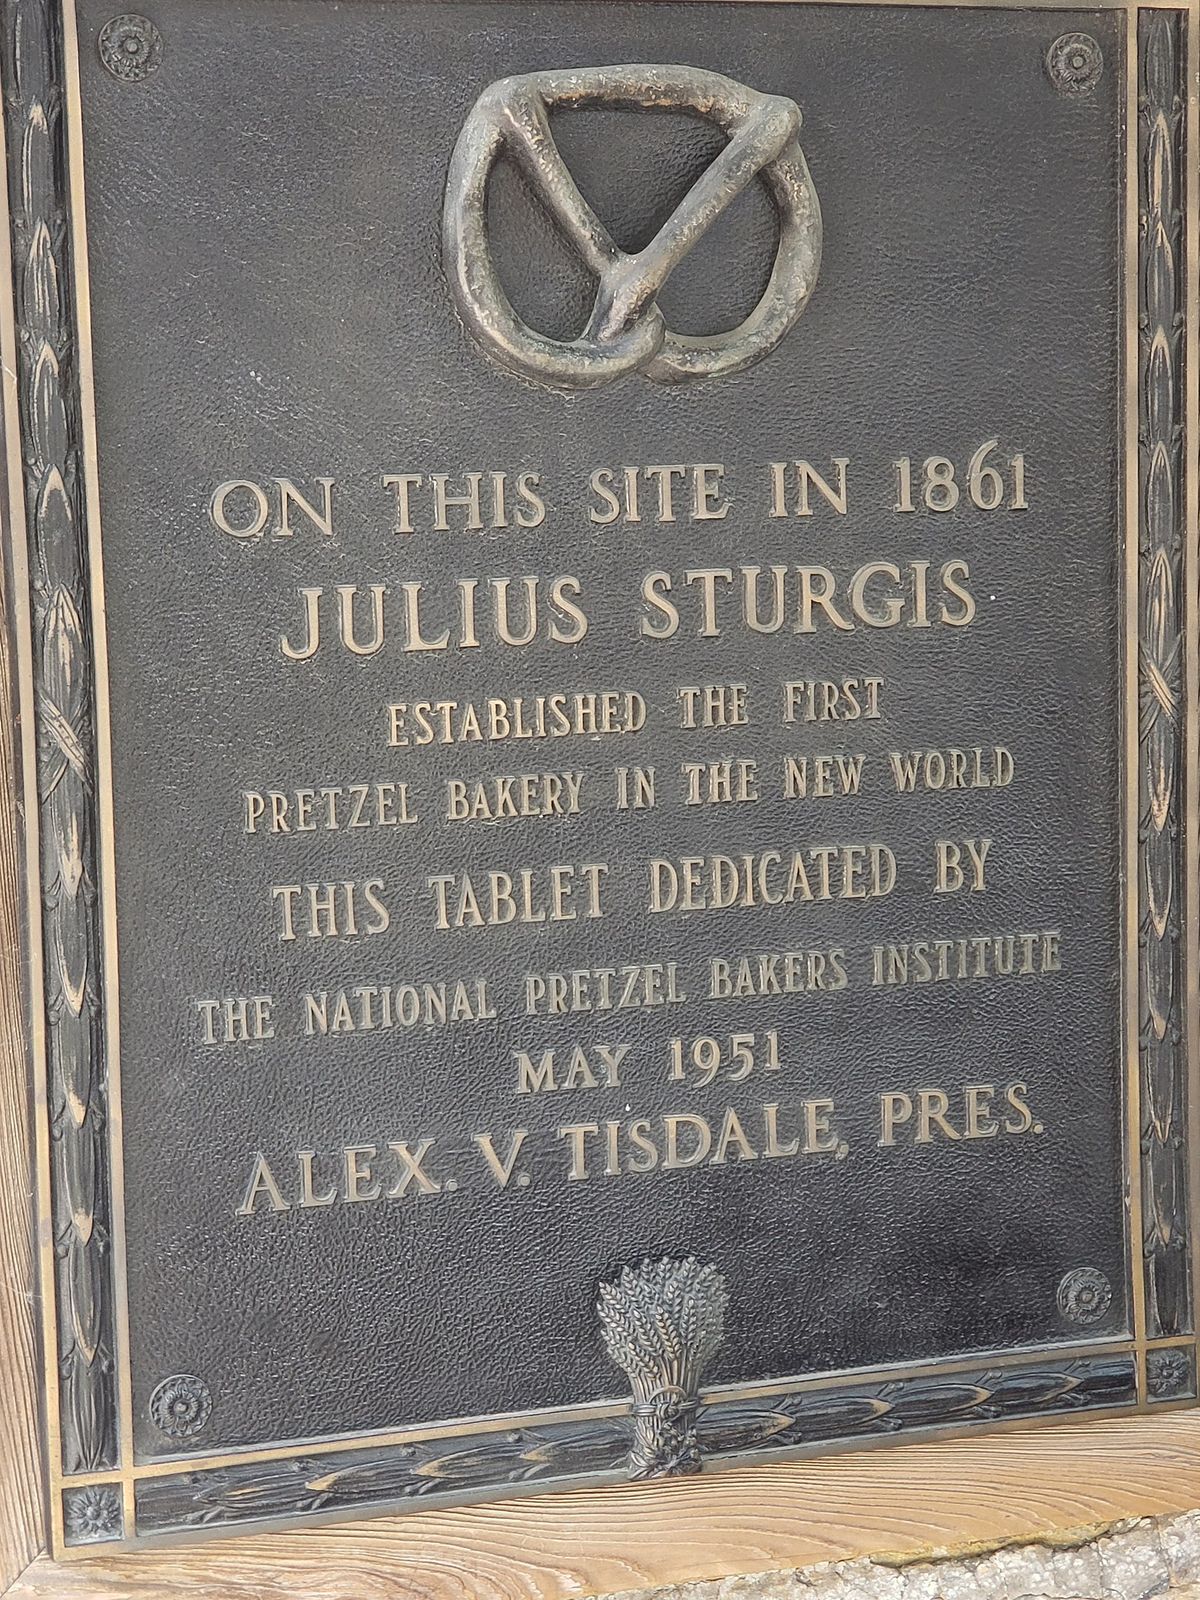 ON THIS SITE IN 1861
JULIUS STURGIS
ESTABLISHED THE FIRST
PRETZEL BAKERY IN THE NEW WORLD
THIS TABLET DEDICATED BY
THE NATIONAL PRETZEL BAKERS INSTITUTE
MAY 1951
ALEX. V. TISDALE, PRES.